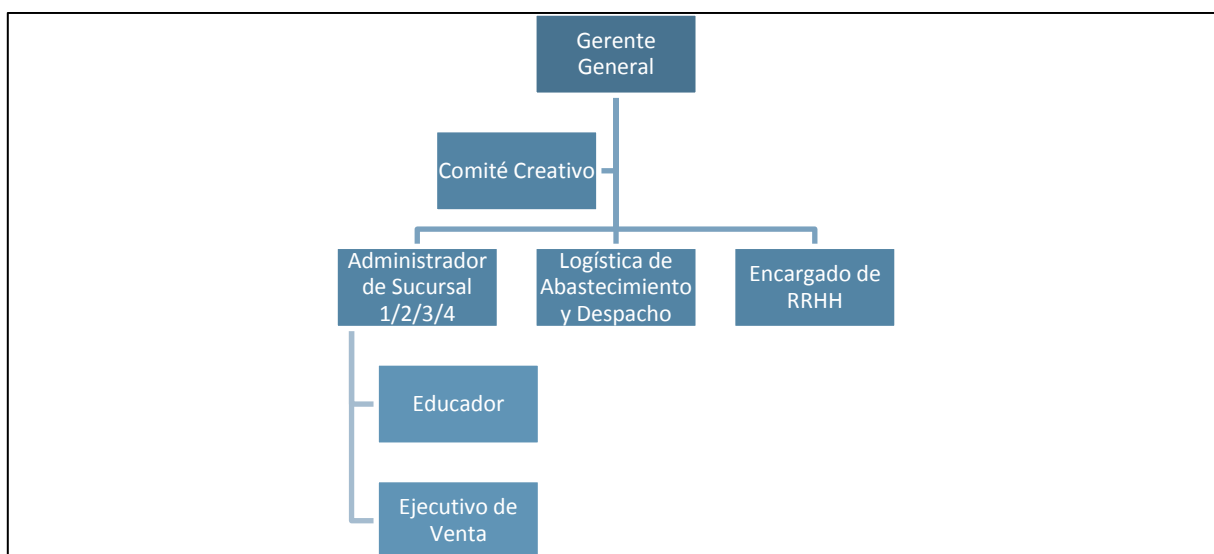 Gerente
General
Comité Creativo
Administrador
de Sucursal
1/2/3/4
Logística de
Abastecimiento
y Despacho
Encargado de
RRHH
Educador
Ejecutivo de
Venta